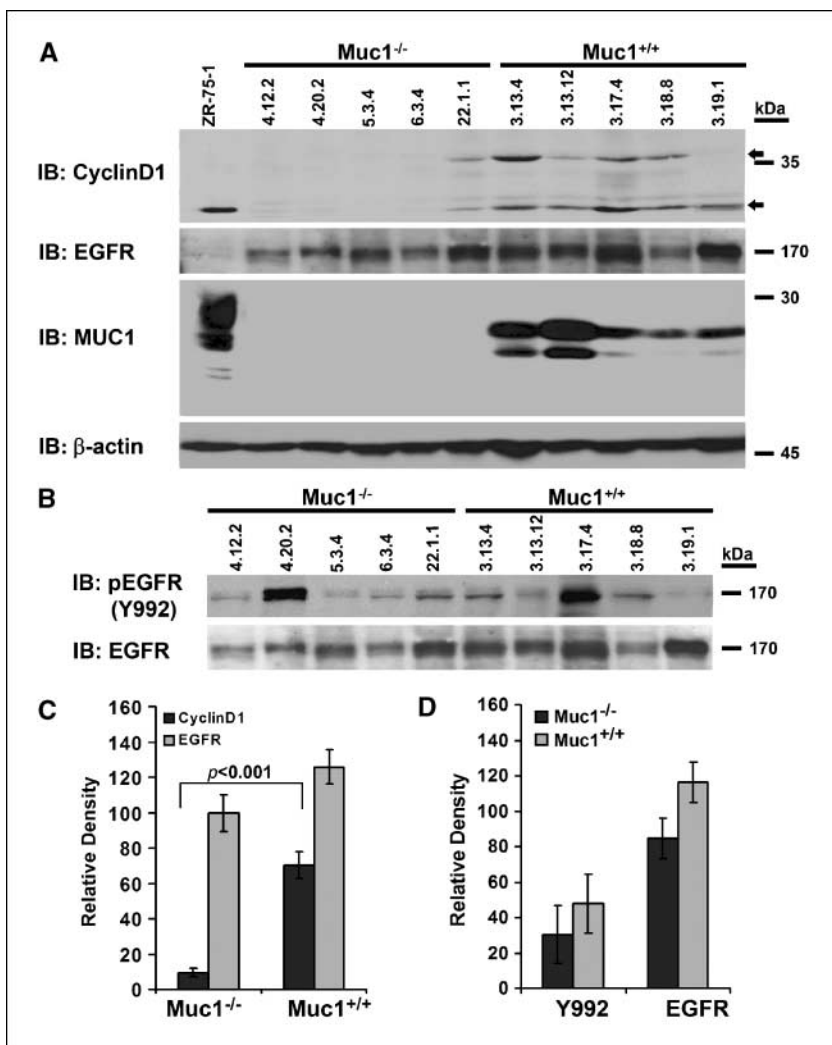 A
Muc1-/- Muc1+/+
ZR-75-1 4.12.2 4.20.2 5.3.4 6.3.4 22.1.1 3.13.4 3.13.12 3.17.4 3.18.8 3.19.1 kDa
IB: CyclinD1 35
IB: EGFR 170
30
IB: MUC1
IB: β-actin 45
B
Muc1-/- Muc1+/+
4.12.2 4.20.2 5.3.4 6.3.4 22.1.1 3.13.4 3.13.12 3.17.4 3.18.8 3.19.1 kDa
IB: pEGFR 170
(Y992)
IB: EGFR 170
C
Relative Density
160
140
120
100
80
60
40
20
0
CyclinD1
EGFR
p<0.001
Muc1-/- Muc1+/+
D
Relative Density
160
140
120
100
80
60
40
20
0
Muc1-/-
Muc1+/+
Y992 EGFR